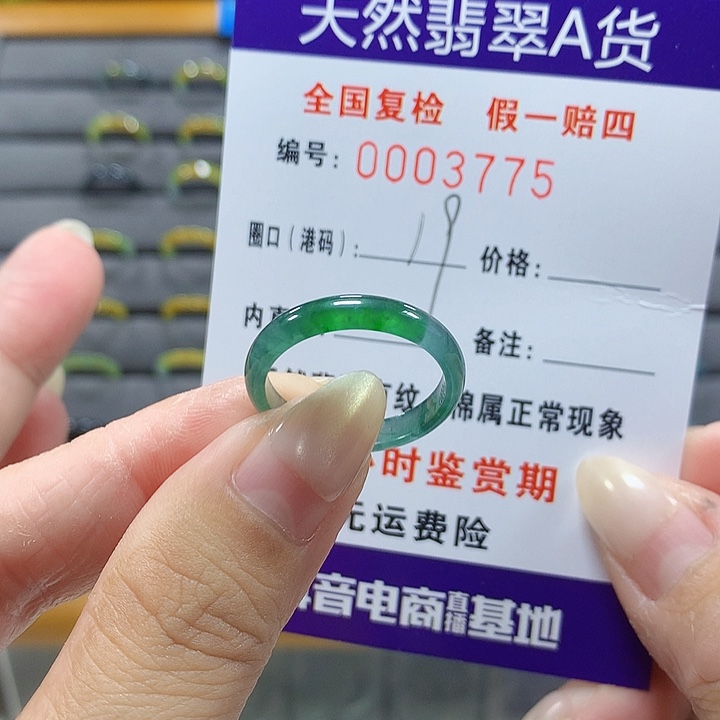 天然翡翠A货
全国复检 假一赔四
编号: 0003775
圈口(港码): 价格:
内 备注:
纹 棉属正常现象
时鉴赏期
无运费险
音电商直播基地